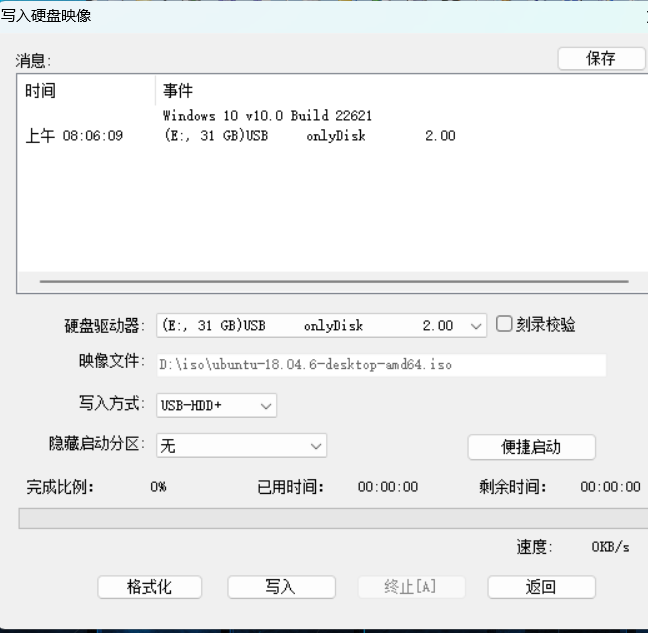 写入硬盘映像
消息:
保存
时间 事件
Windows 10 v10.0 Build 22621
上午 08:06:09 (E:, 31 GB)USB onlyDisk 2.00
硬盘驱动器: (E:, 31 GB)USB onlyDisk 2.00 刻录校验
映像文件: D:\iso\ubuntu-18.04.6-desktop-amd64.iso
写入方式: USB-HDD+
隐藏启动分区: 无 便捷启动
完成比例: 0% 已用时间: 00:00:00 剩余时间: 00:00:00
速度: 0KB/s
格式化 写入 终止[A] 返回